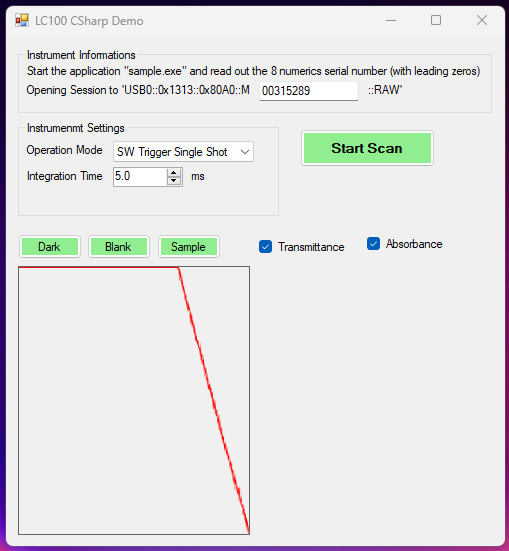 LC100 CSharp Demo
Instrument Informations
Start the application "sample.exe" and read out the 8 numerics serial number (with leading zeros)
Opening Session to 'USB0::0x1313::0x80A0::M 00315289 ::RAW'
Instrumenmt Settings
Operation Mode SW Trigger Single Shot
Start Scan
Integration Time 5.0 ms
Dark Blank Sample Transmittance Absorbance